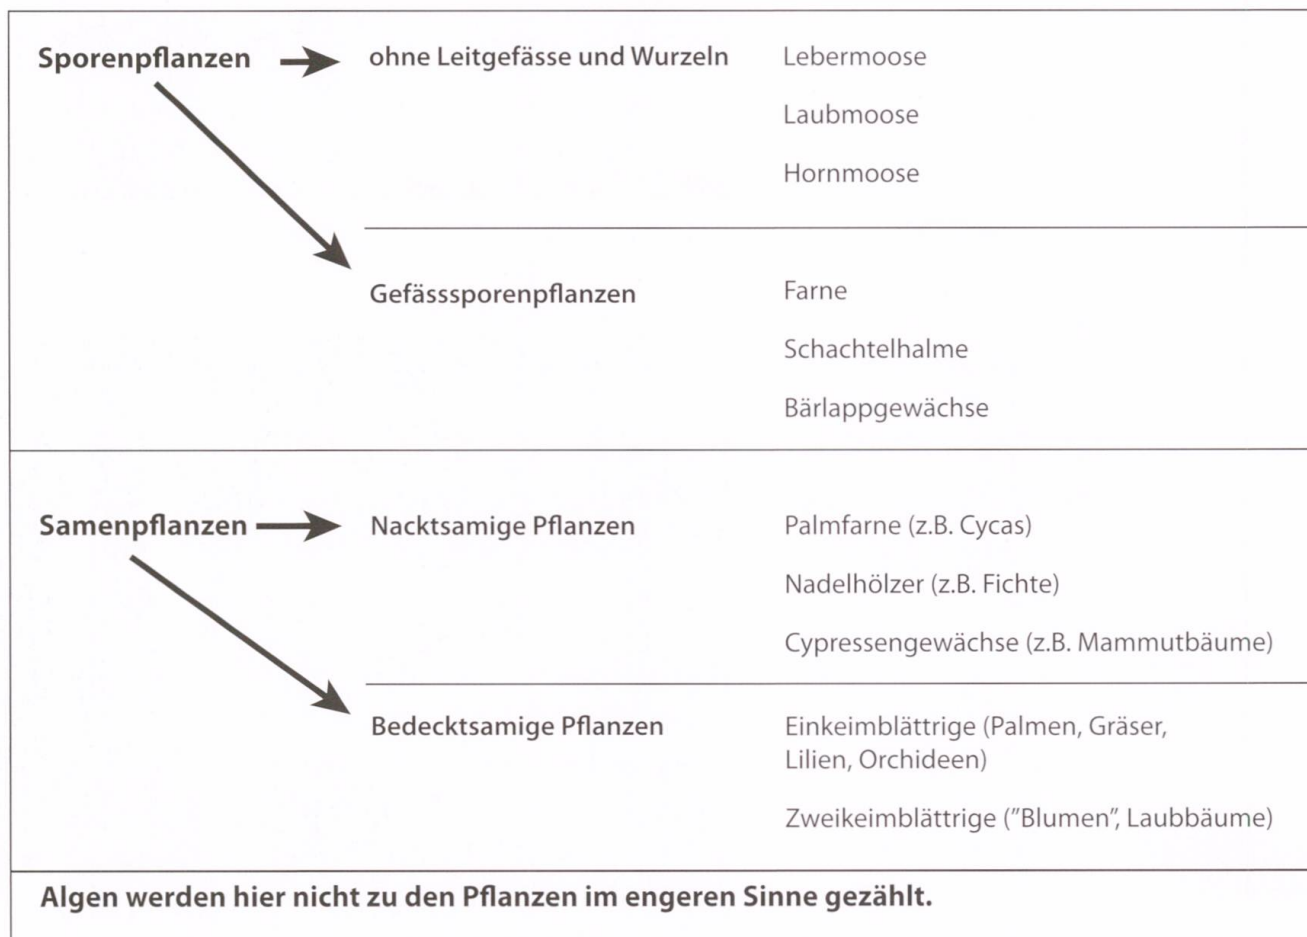 Sporenpflanzen
ohne Leitgefässe und Wurzeln
Lebermoose
Laubmoose
Hornmoose
Gefässsporenpflanzen
Farne
Schachtelhalme
Bärlappgewächse
Samenpflanzen
Nacktsamige Pflanzen
Palmfarne (z.B. Cycas)
Nadelhölzer (z.B. Fichte)
Cypressengewächse (z.B. Mammutbäume)
Bedecktsamige Pflanzen
Einkeimblättrige (Palmen, Gräser,
Lilien, Orchideen)
Zweikeimblättrige ("Blumen", Laubbäume)
Algen werden hier nicht zu den Pflanzen im engeren Sinne gezählt.